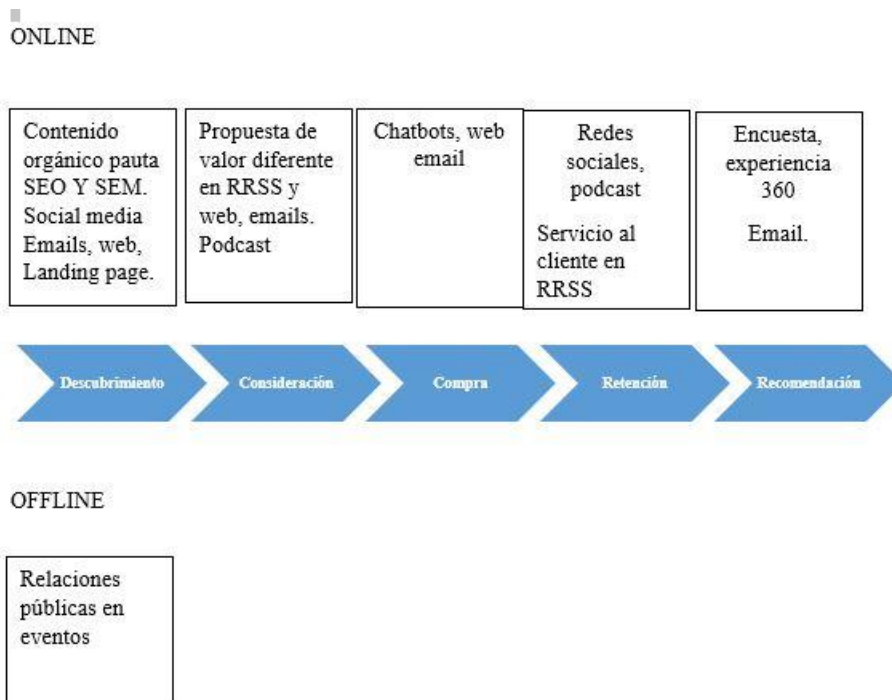 ONLINE
Contenido
orgánico pauta
SEO Y SEM.
Social media
Emails, web,
Landing page.
Propuesta de
valor diferente
en RRSS y
web, emails.
Podcast
Chatbots, web
email
Redes
sociales,
podcast
Servicio al
cliente en
RRSS
Encuesta,
experiencia
360
Email.
Descubrimiento
Consideración
Compra
Retención
Recomendación
OFFLINE
Relaciones
públicas en
eventos